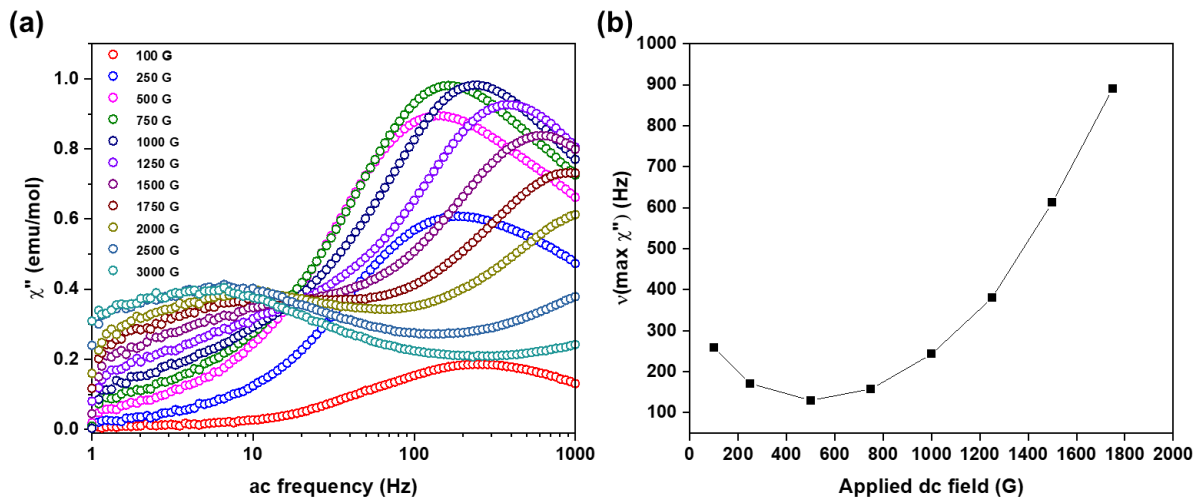 (a)
χ'' (emu/mol)
1.0
0.8
0.6
0.4
0.2
0.0
100 G
250 G
500 G
750 G
1000 G
1250 G
1500 G
1750 G
2000 G
2500 G
3000 G
1 10 100 1000
ac frequency (Hz)
(b)
ν(max χ'') (Hz)
1000
900
800
700
600
500
400
300
200
100
0 200 400 600 800 1000 1200 1400 1600 1800 2000
Applied dc field (G)